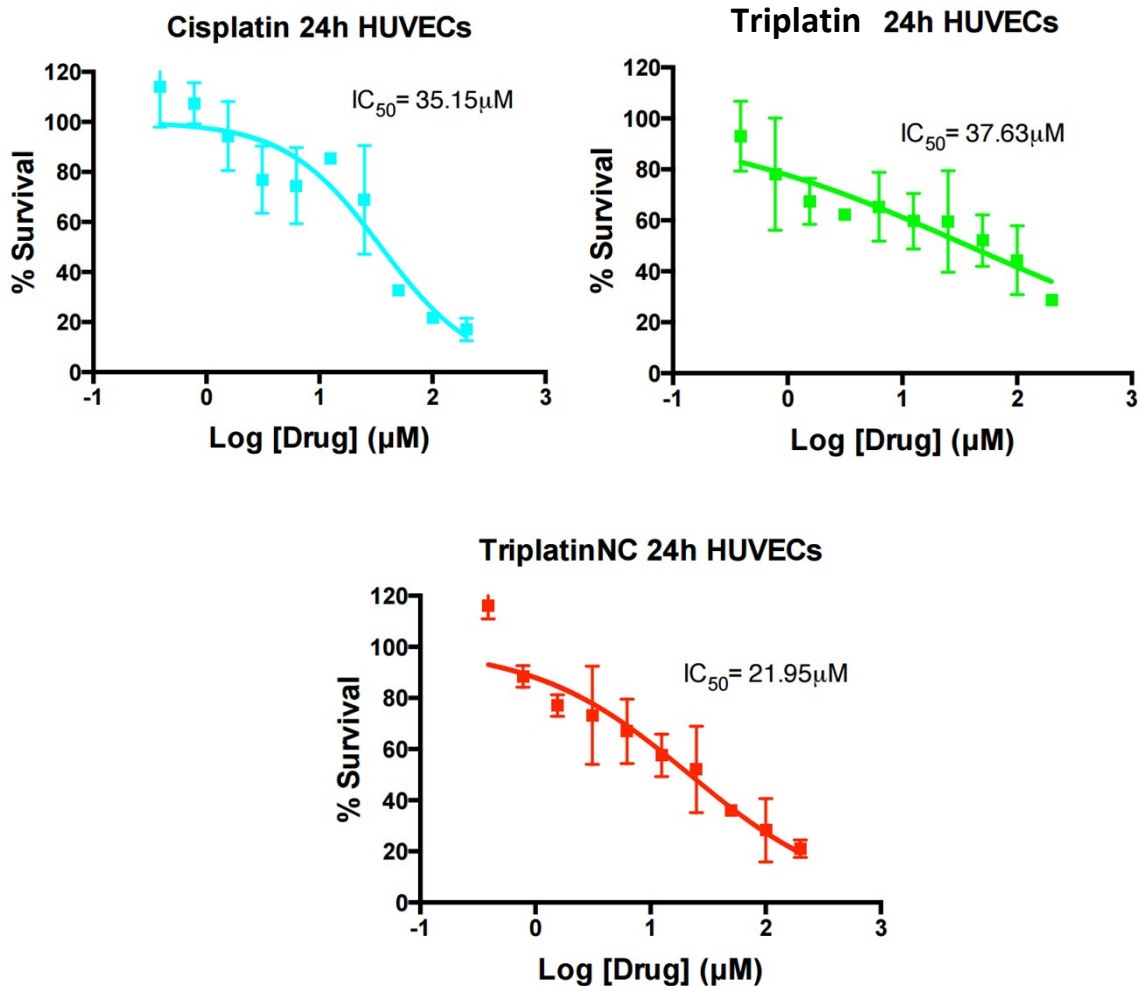 Cisplatin 24h HUVECs
120
100
80
60
40
20
0
% Survival
IC50= 35.15µM
-1 0 1 2 3
Log [Drug] (µM)
Triplatin 24h HUVECs
120
100
80
60
40
20
0
% Survival
IC50= 37.63µM
-1 0 1 2 3
Log [Drug] (µM)
TriplatinNC 24h HUVECs
120
100
80
60
40
20
0
% Survival
IC50= 21.95µM
-1 0 1 2 3
Log [Drug] (µM)